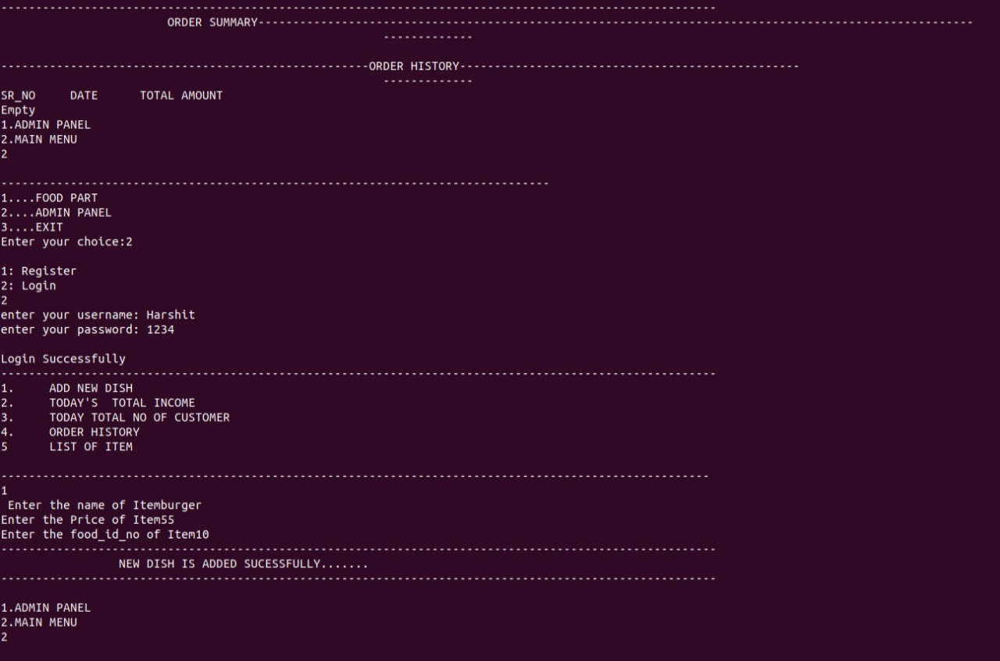 --------------------------------------------------------------------------------------------------------
ORDER SUMMARY--------------------------------------------------------------------------------------------------------
-------------
-----------------------------------------------------ORDER HISTORY-------------------------------------------------
-------------
SR_NO     DATE      TOTAL AMOUNT
Empty
1.ADMIN PANEL
2.MAIN MENU
2
-------------------------------------------------------------------------------
1....FOOD PART
2....ADMIN PANEL
3....EXIT
Enter your choice:2
1: Register
2: Login
2
enter your username: Harshit
enter your password: 1234
Login Successfully
-------------------------------------------------------------------------------------------------------
1.     ADD NEW DISH
2.     TODAY'S  TOTAL INCOME
3.     TODAY TOTAL NO OF CUSTOMER
4.     ORDER HISTORY
5      LIST OF ITEM
------------------------------------------------------------------------------------------------------
1
Enter the name of Itemburger
Enter the Price of Item55
Enter the food_id_no of Item10
-------------------------------------------------------------------------------------------------------
NEW DISH IS ADDED SUCESSFULLY.......
-------------------------------------------------------------------------------------------------------
1.ADMIN PANEL
2.MAIN MENU
2